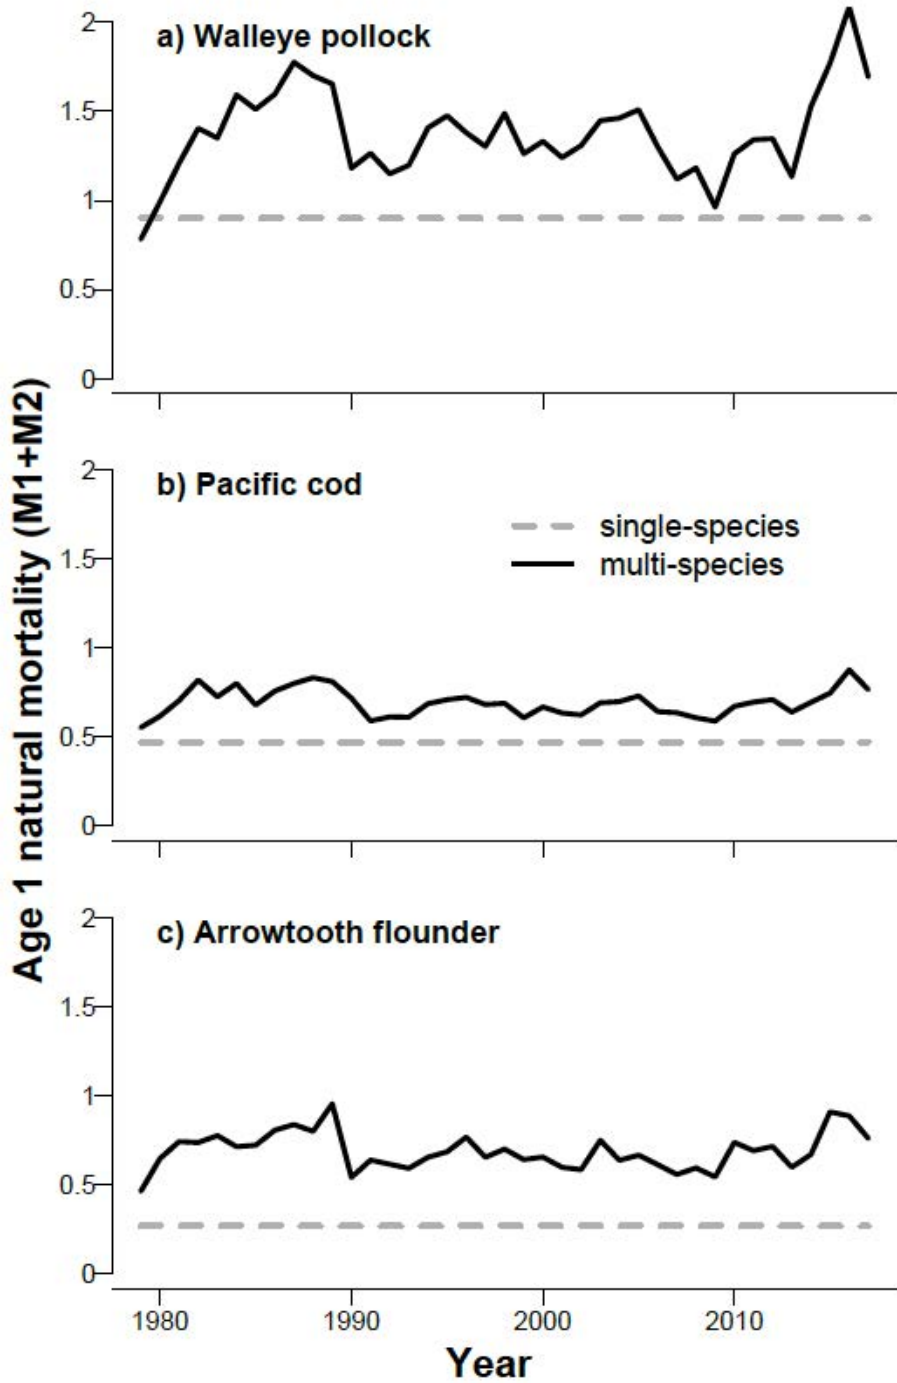 Age 1 natural mortality (M1+M2)
a) Walleye pollock
2
1.5
1
0.5
0
b) Pacific cod
single-species
multi-species
2
1.5
1
0.5
0
c) Arrowtooth flounder
2
1.5
1
0.5
0
1980 1990 2000 2010
Year